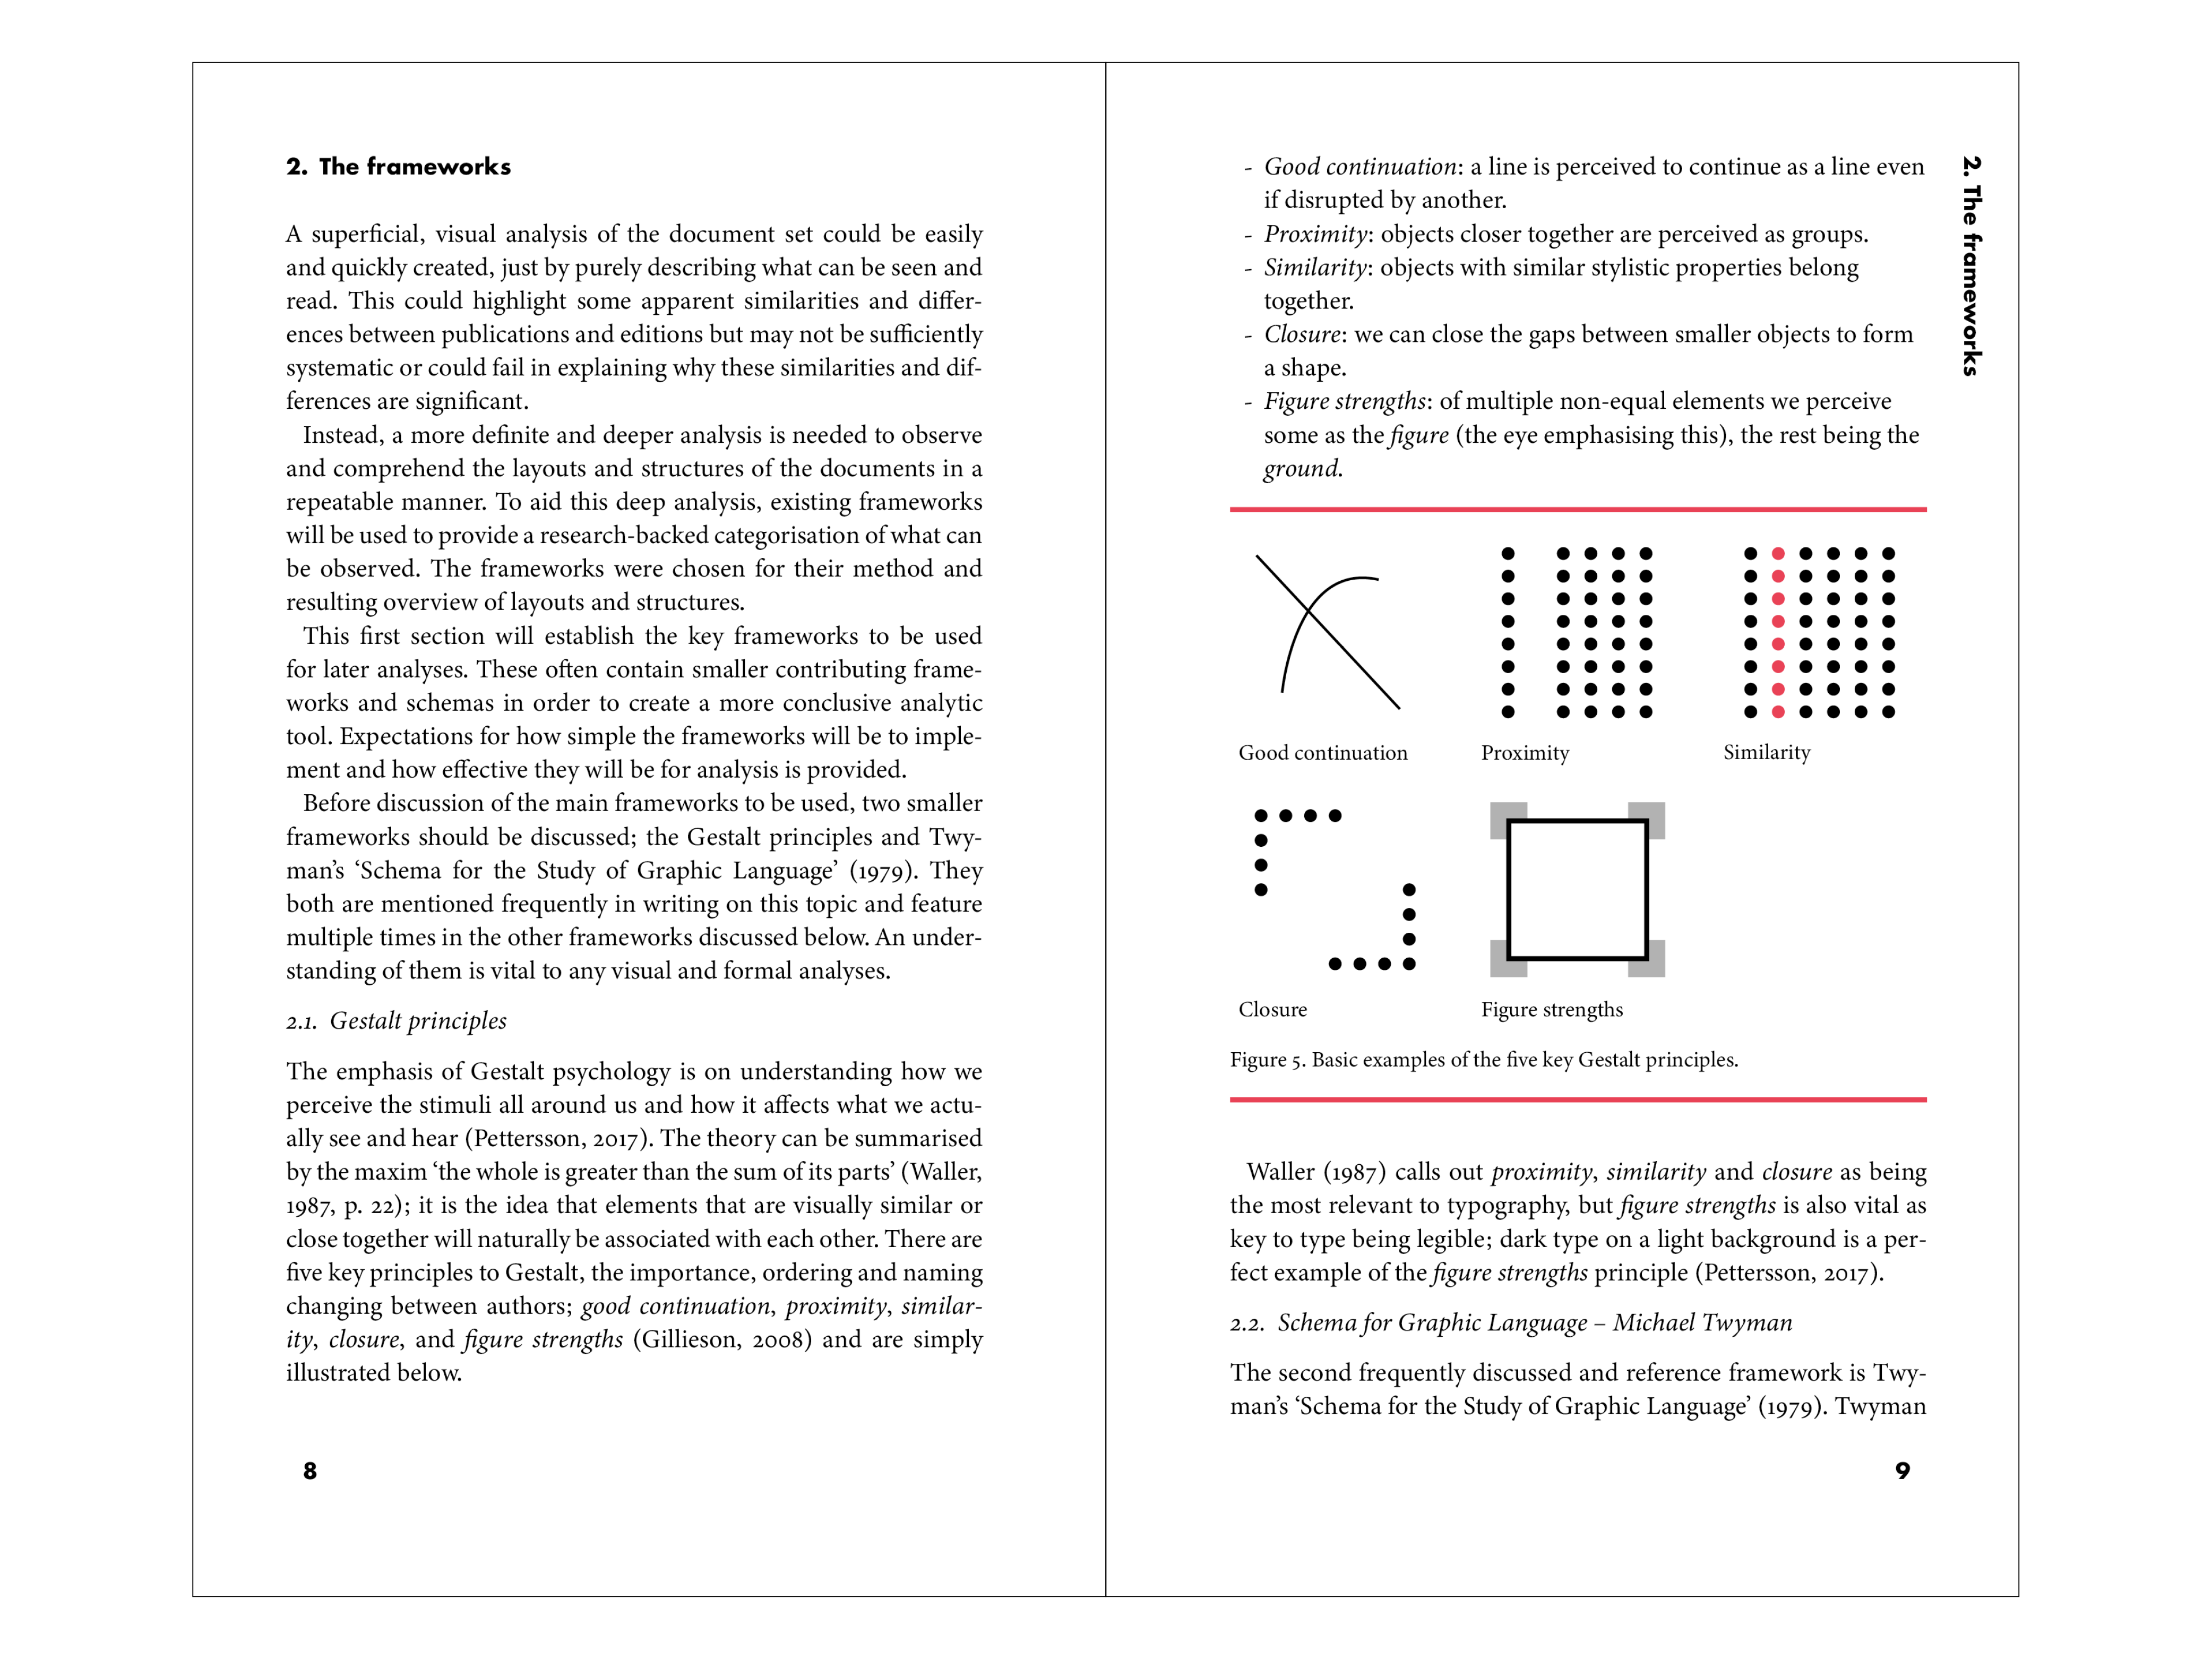 2. The frameworks
A superficial, visual analysis of the document set could be easily
and quickly created, just by purely describing what can be seen and
read. This could highlight some apparent similarities and differ-
ences between publications and editions but may not be sufficiently
systematic or could fail in explaining why these similarities and dif-
ferences are significant.
Instead, a more definite and deeper analysis is needed to observe
and comprehend the layouts and structures of the documents in a
repeatable manner. To aid this deep analysis, existing frameworks
will be used to provide a research-backed categorisation of what can
be observed. The frameworks were chosen for their method and
resulting overview of layouts and structures.
This first section will establish the key frameworks to be used
for later analyses. These often contain smaller contributing frame-
works and schemas in order to create a more conclusive analytic
tool. Expectations for how simple the frameworks will be to imple-
ment and how effective they will be for analysis is provided.
Before discussion of the main frameworks to be used, two smaller
frameworks should be discussed; the Gestalt principles and Twy-
man’s ‘Schema for the Study of Graphic Language’ (1979). They
both are mentioned frequently in writing on this topic and feature
multiple times in the other frameworks discussed below. An under-
standing of them is vital to any visual and formal analyses.
2.1. Gestalt principles
The emphasis of Gestalt psychology is on understanding how we
perceive the stimuli all around us and how it affects what we actu-
ally see and hear (Pettersson, 2017). The theory can be summarised
by the maxim ‘the whole is greater than the sum of its parts’ (Waller,
1987, p. 22); it is the idea that elements that are visually similar or
close together will naturally be associated with each other. There are
five key principles to Gestalt, the importance, ordering and naming
changing between authors; good continuation, proximity, similar-
ity, closure, and figure strengths (Gillieson, 2008) and are simply
illustrated below.
8
- Good continuation: a line is perceived to continue as a line even
if disrupted by another.
- Proximity: objects closer together are perceived as groups.
- Similarity: objects with similar stylistic properties belong
together.
- Closure: we can close the gaps between smaller objects to form
a shape.
- Figure strengths: of multiple non-equal elements we perceive
some as the figure (the eye emphasising this), the rest being the
ground.
2. The frameworks
Good continuation
Proximity
Similarity
Closure
Figure strengths
Figure 5. Basic examples of the five key Gestalt principles.
Waller (1987) calls out proximity, similarity and closure as being
the most relevant to typography, but figure strengths is also vital as
key to type being legible; dark type on a light background is a per-
fect example of the figure strengths principle (Pettersson, 2017).
2.2. Schema for Graphic Language – Michael Twyman
The second frequently discussed and reference framework is Twy-
man’s ‘Schema for the Study of Graphic Language’ (1979). Twyman
9